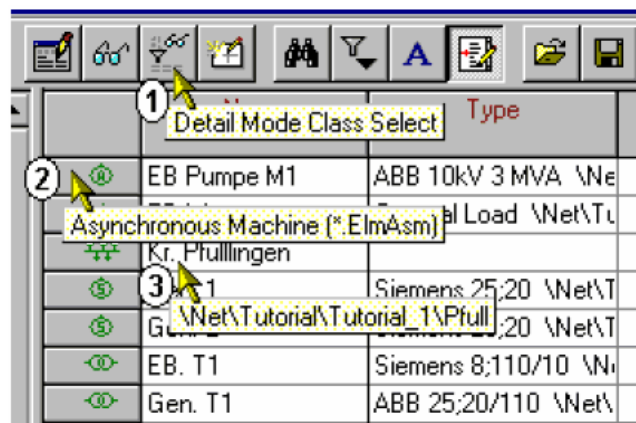 A
1
Type
Detail Mode Class Select
2
EB Pumpe M1 ABB 10kV 3 MVA \Ne
al Load \Net\Tu
Asynchronous Machine (*.ElmAsm)
Kr. Pfulllingen
3 1 Siemens 25;20 \Net\T
\Net\Tutorial\Tutorial_1\Pfull
;20 \Net\T
EB. T1 Siemens 8;110/10 \N
Gen. T1 ABB 25;20/110 \Net\